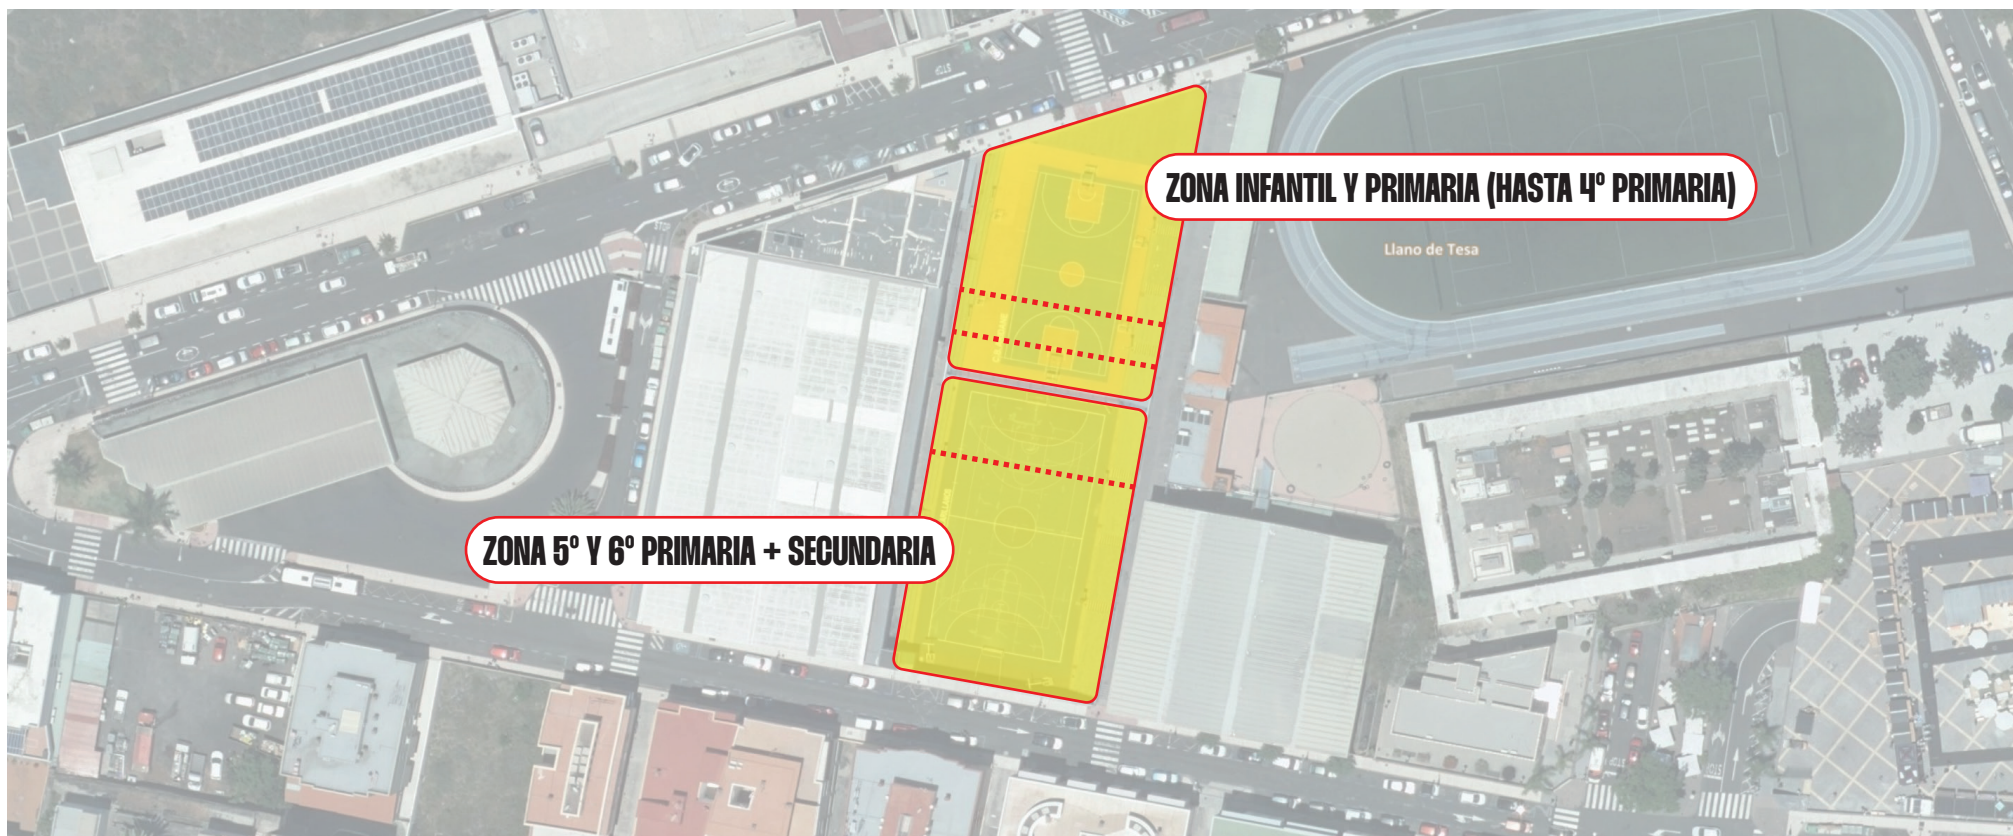 ZONA INFANTIL Y PRIMARIA (HASTA 4º PRIMARIA)
Llano de Tesa
ZONA 5º Y 6º PRIMARIA + SECUNDARIA